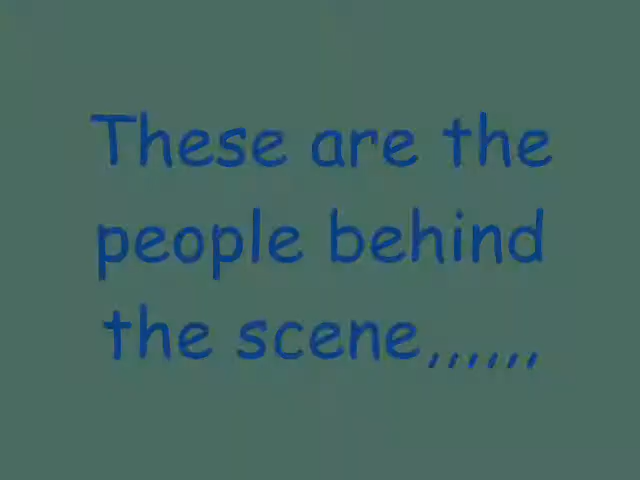 These are the
people behind
the scene,,,,,,